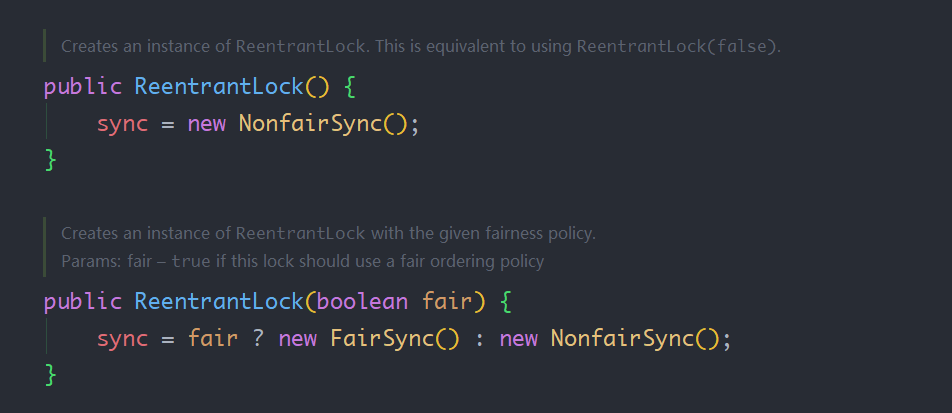 Creates an instance of ReentrantLock. This is equivalent to using ReentrantLock(false).
public ReentrantLock() {
    sync = new NonfairSync();
}
Creates an instance of ReentrantLock with the given fairness policy.
Params: fair – true if this lock should use a fair ordering policy
public ReentrantLock(boolean fair) {
    sync = fair ? new FairSync() : new NonfairSync();
}